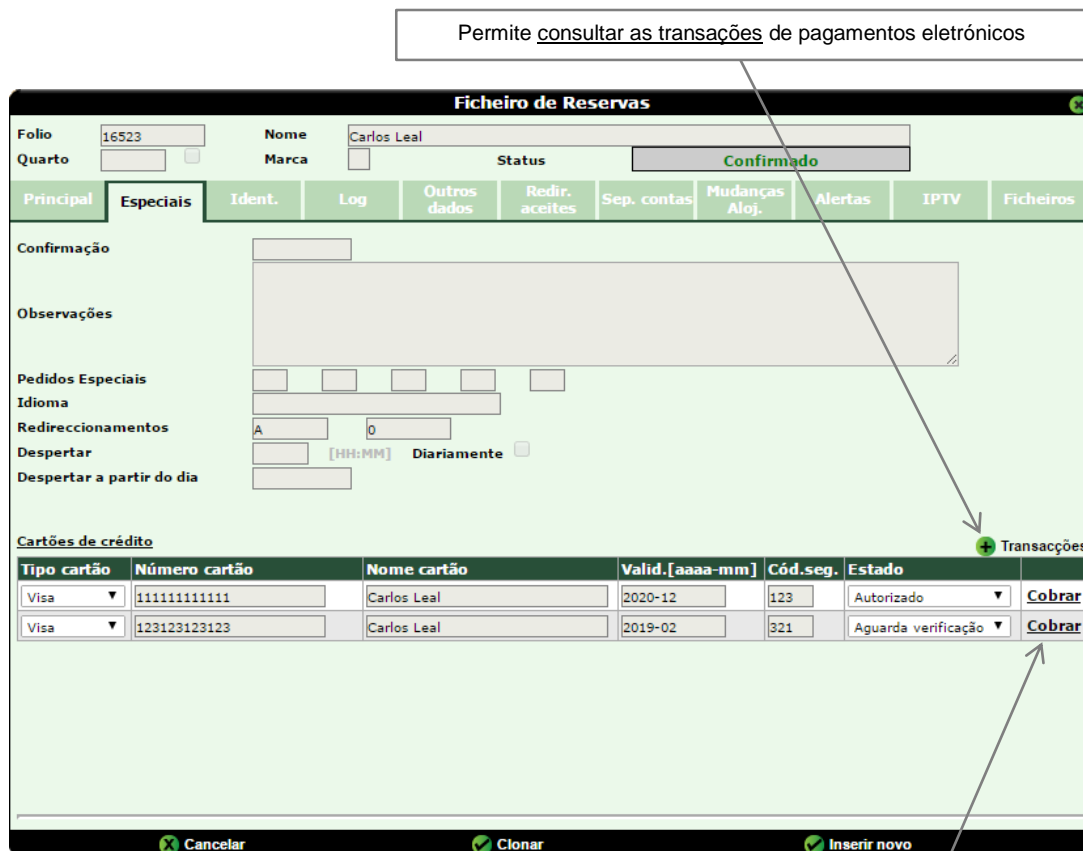 Permite consultar as transações de pagamentos eletrónicos
Ficheiro de Reservas
Folio 16523 Nome Carlos Leal
Quarto Marca Status Confirmado
Principal Especiais Ident. Log Outros dados Redir. aceites Sep. contas Mudanças Aloj. Alertas IPTV Ficheiros
Confirmação
Observações
Pedidos Especiais
Idioma
Redireccionamentos A 0
Despertar [HH:MM] Diariamente
Despertar a partir do dia
Cartões de crédito Transacções
Tipo cartão Número cartão Nome cartão Valid.[aaaa-mm] Cód.seg. Estado
Visa 111111111111 Carlos Leal 2020-12 123 Autorizado Cobrar
Visa 123123123123 Carlos Leal 2019-02 321 Aguarda verificação Cobrar
Cancelar Clonar Inserir novo